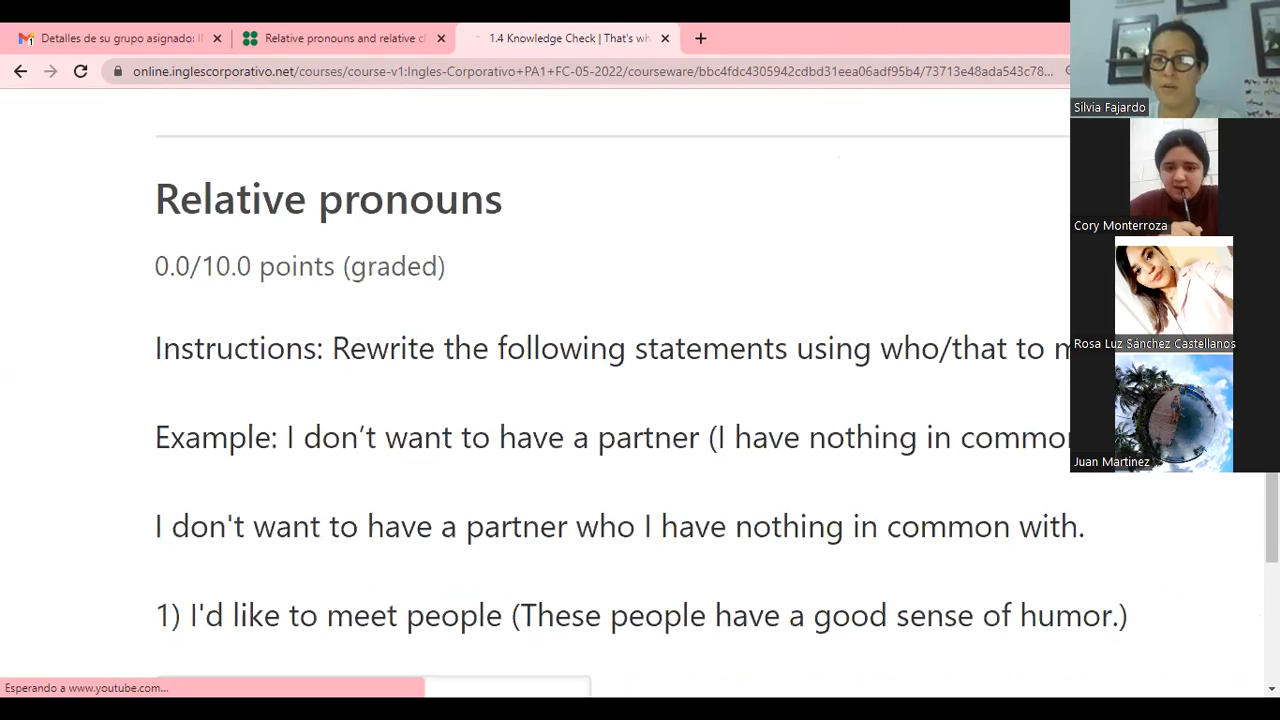 Detalles de su grupo asignado: I
Relative pronouns and relative cl
1.4 Knowledge Check | That's wh
online.inglescorporativo.net/courses/course-v1:Ingles-Corporativo+PA1+FC-05-2022/courseware/bbc4fdc4305942cdbd31eea06adf95b4/73713e48ada543c78...
Relative pronouns
0.0/10.0 points (graded)
Instructions: Rewrite the following statements using who/that to m
Example: I don’t want to have a partner (I have nothing in common
I don't want to have a partner who I have nothing in common with.
1) I'd like to meet people (These people have a good sense of humor.)
Esperando a www.youtube.com...
Silvia Fajardo
Cory Monterroza
Rosa Luz Sánchez Castellanos
Juan Martinez